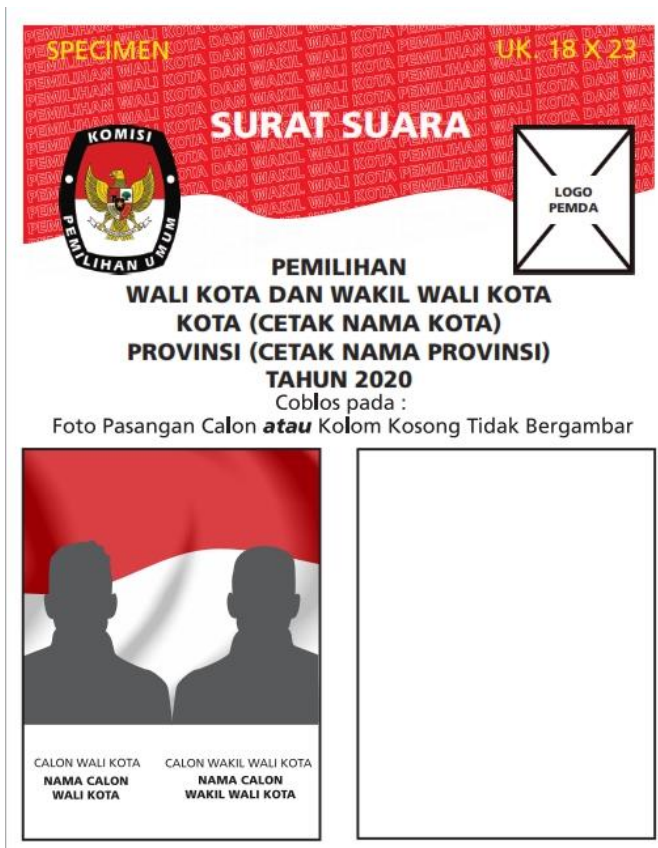 SPECIMEN
UK. 18 X 23
SURAT SUARA
KOMISI
PEMILIHAN UMUM
LOGO
PEMDA
PEMILIHAN
WALI KOTA DAN WAKIL WALI KOTA
KOTA (CETAK NAMA KOTA)
PROVINSI (CETAK NAMA PROVINSI)
TAHUN 2020
Coblos pada :
Foto Pasangan Calon atau Kolom Kosong Tidak Bergambar
CALON WALI KOTA
NAMA CALON
WALI KOTA
CALON WAKIL WALI KOTA
NAMA CALON
WAKIL WALI KOTA